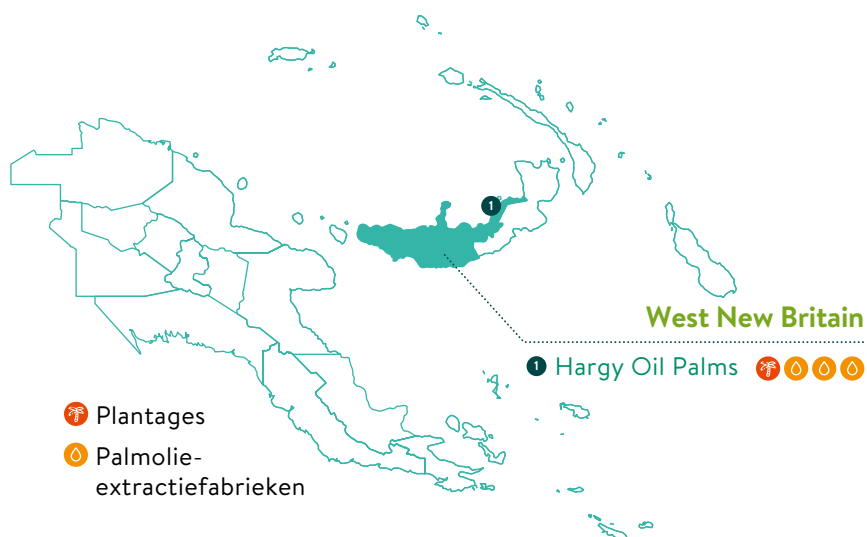 1
West New Britain
1 Hargy Oil Palms
Plantages
Palmolie-
extractiefabrieken